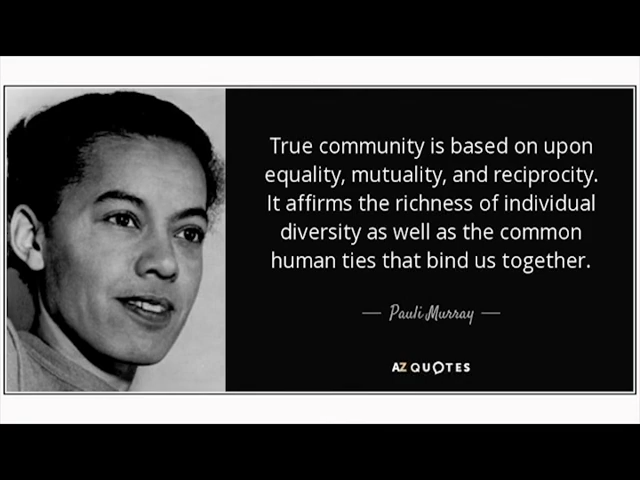 True community is based on upon
equality, mutuality, and reciprocity.
It affirms the richness of individual
diversity as well as the common
human ties that bind us together.
— Pauli Murray —
AZ QUOTES